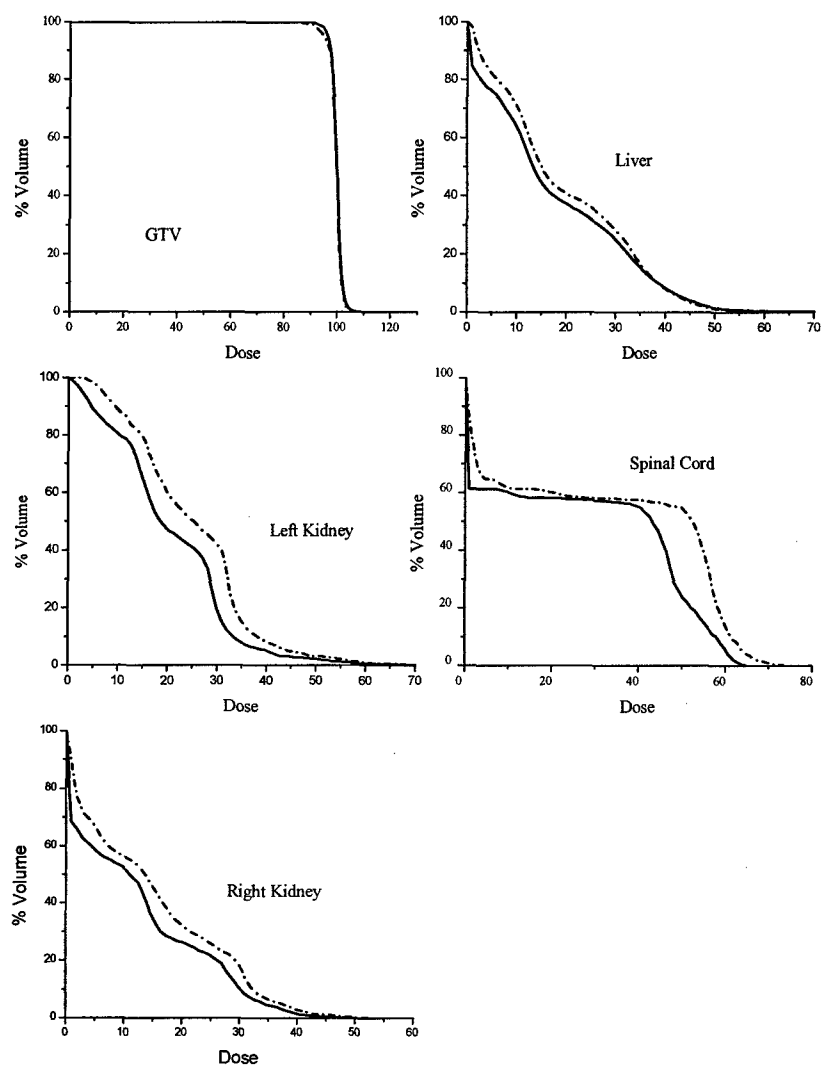 100
80
60
40
20
0
% Volume
GTV
0 20 40 60 80 100 120
Dose
100
80
60
40
20
0
% Volume
Liver
0 10 20 30 40 50 60 70
Dose
100
80
60
40
20
0
% Volume
Left Kidney
0 10 20 30 40 50 60 70
Dose
100
80
60
40
20
0
% Volume
Spinal Cord
0 20 40 60 80
Dose
100
80
60
40
20
0
% Volume
Right Kidney
0 10 20 30 40 50 60
Dose